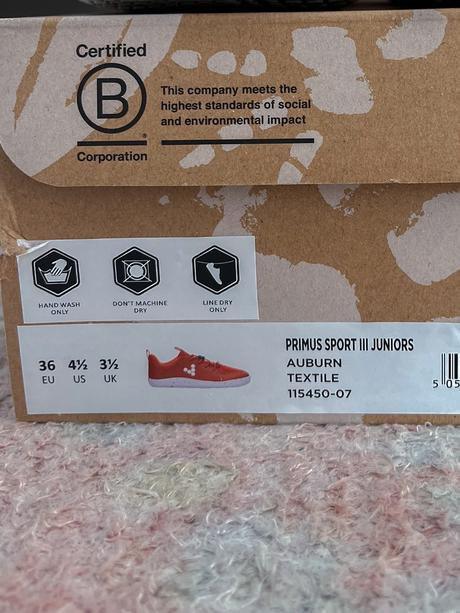 Certified
B
Corporation
This company meets the
highest standards of social
and environmental impact
HAND WASH
ONLY
DON'T MACHINE
DRY
LINE DRY
ONLY
36 4½ 3½
EU US UK
PRIMUS SPORT III JUNIORS
AUBURN
TEXTILE
115450-07
5 05